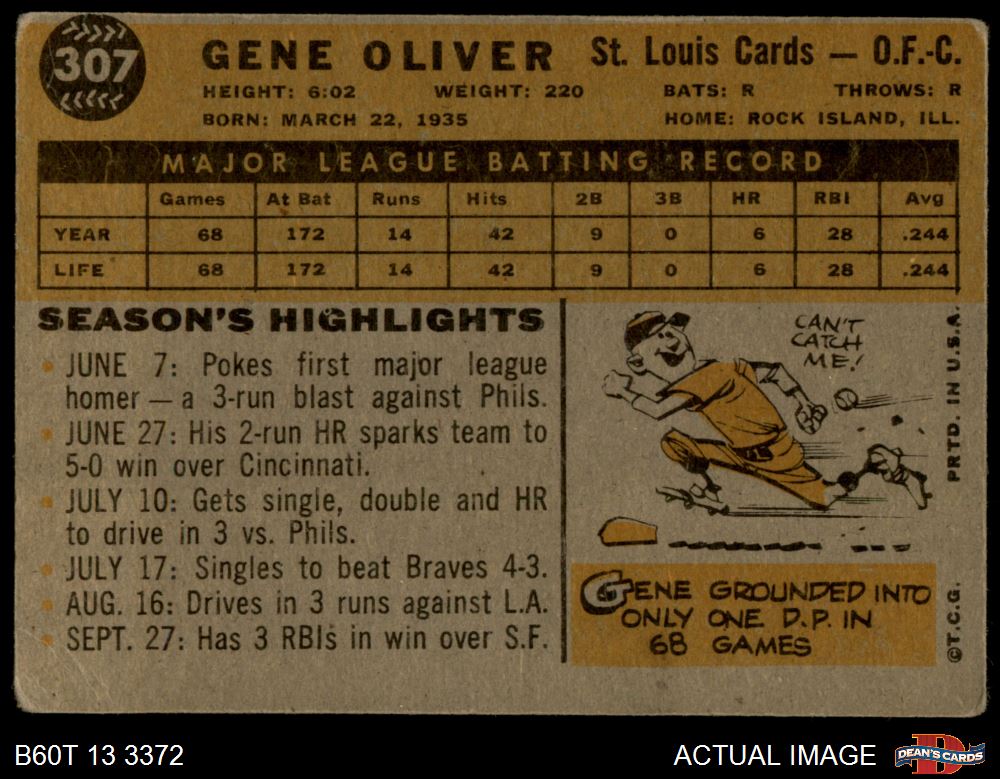 307
GENE OLIVER St. Louis Cards — O.F.-C.
HEIGHT: 6:02 WEIGHT: 220 BATS: R THROWS: R
BORN: MARCH 22, 1935 HOME: ROCK ISLAND, ILL.
MAJOR LEAGUE BATTING RECORD
Games At Bat Runs Hits 2B 3B HR RBI Avg
YEAR 68 172 14 42 9 0 6 28 .244
LIFE 68 172 14 42 9 0 6 28 .244
SEASON'S HIGHLIGHTS
• JUNE 7: Pokes first major league
homer — a 3-run blast against Phils.
• JUNE 27: His 2-run HR sparks team to
5-0 win over Cincinnati.
• JULY 10: Gets single, double and HR
to drive in 3 vs. Phils.
• JULY 17: Singles to beat Braves 4-3.
• AUG. 16: Drives in 3 runs against L.A.
• SEPT. 27: Has 3 RBIs in win over S.F.
CAN'T
CATCH
ME!
GENE GROUNDED INTO
ONLY ONE D.P. IN
68 GAMES
PRTD. IN U.S.A.
©T.C.G.
B60T 13 3372 ACTUAL IMAGE
DEAN'S CARDS